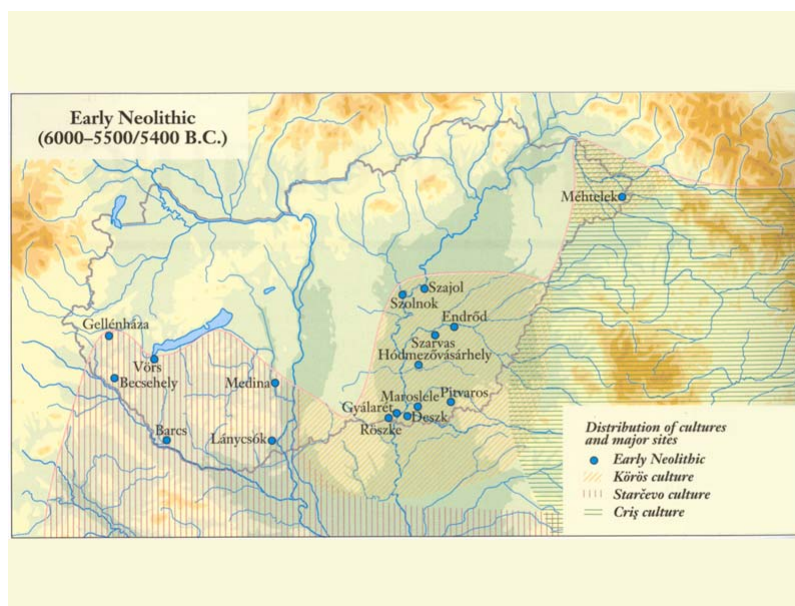 Early Neolithic
(6000–5500/5400 B.C.)
Méhtelek
Szajol
Szolnok
Endrőd
Gellénháza
Szarvas
Hódmezővásárhely
Vörs
Becsehely
Medina
Maroslele
Pitvaros
Gyálarét
Deszk
Röszke
Barcs
Lánycsók
Distribution of cultures
and major sites
Early Neolithic
Körös culture
Starčevo culture
Criş culture